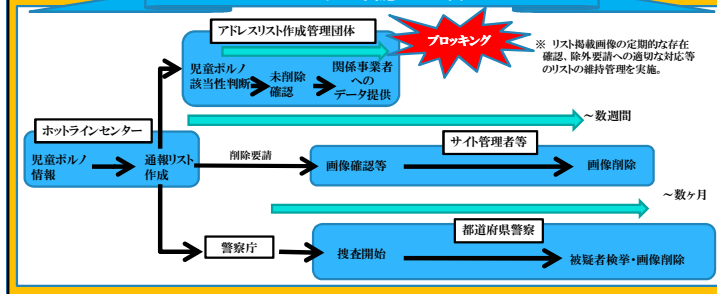 アドレスリスト作成管理団体
ブロッキング
児童ポルノ
該当性判断
未削除
確認
関係事業者
への
データ提供
※ リスト掲載画像の定期的な存在
確認、除外要請への適切な対応等
のリストの維持管理を実施。
~数週間
ホットラインセンター
児童ポルノ
情報
通報リスト
作成
削除要請
サイト管理者等
画像確認等
画像削除
~数ヶ月
警察庁
都道府県警察
捜査開始
被疑者検挙・画像削除